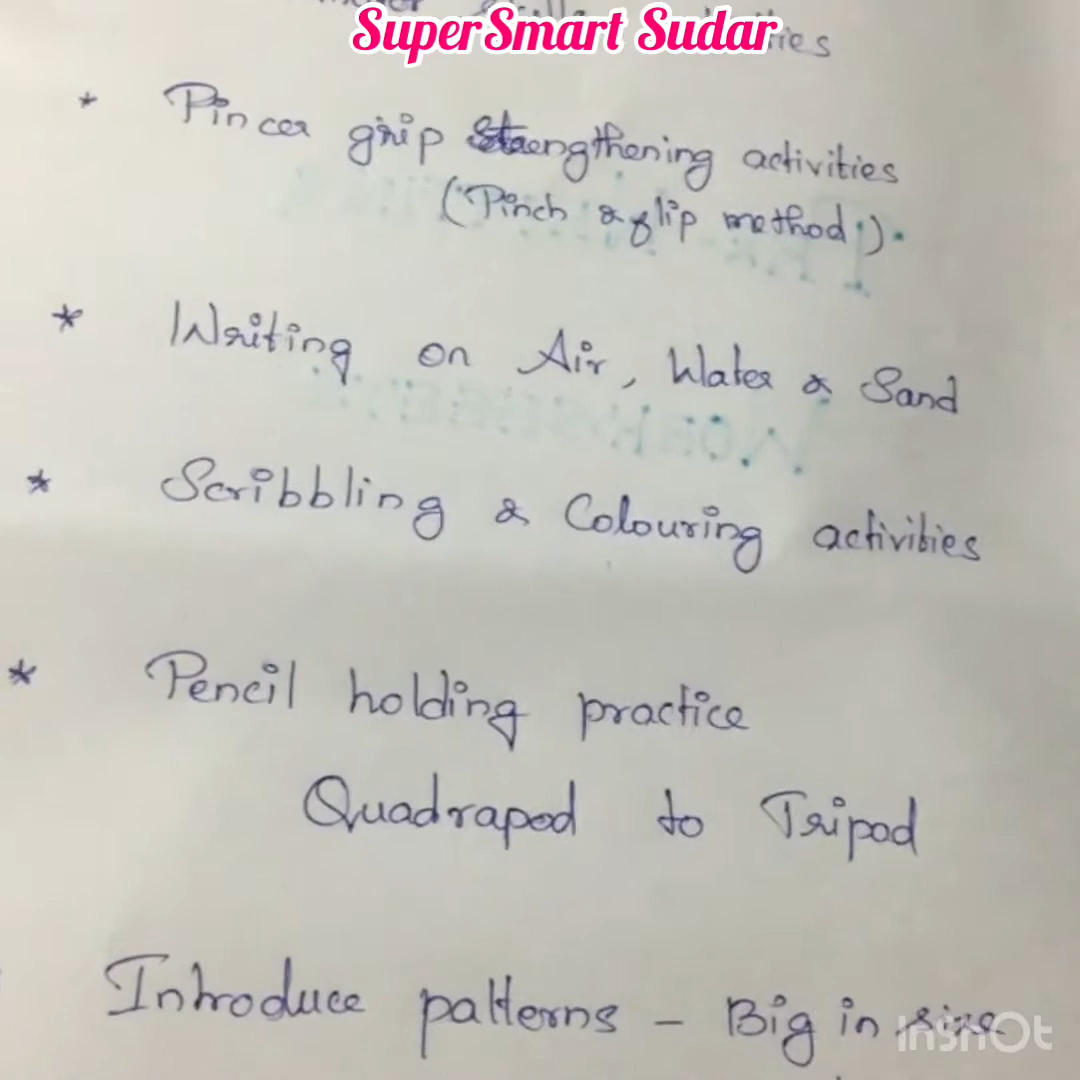 SuperSmart Sudar
* Pincer grip Strengthening activities
(Pinch & flip method).
* Writing on Air, Water & Sand
* Scribbling & Colouring activities
* Pencil holding practice
Quadrapod to Tripod
Introduce patterns - Big in size
InShOt